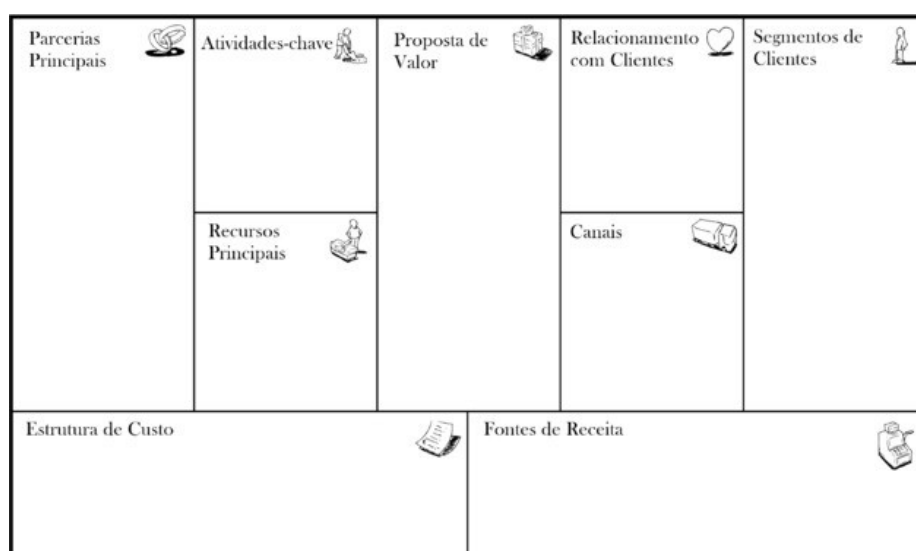 Parcerias
Principais
Atividades-chave
Proposta de
Valor
Relacionamento
com Clientes
Segmentos de
Clientes
Recursos
Principais
Canais
Estrutura de Custo
Fontes de Receita